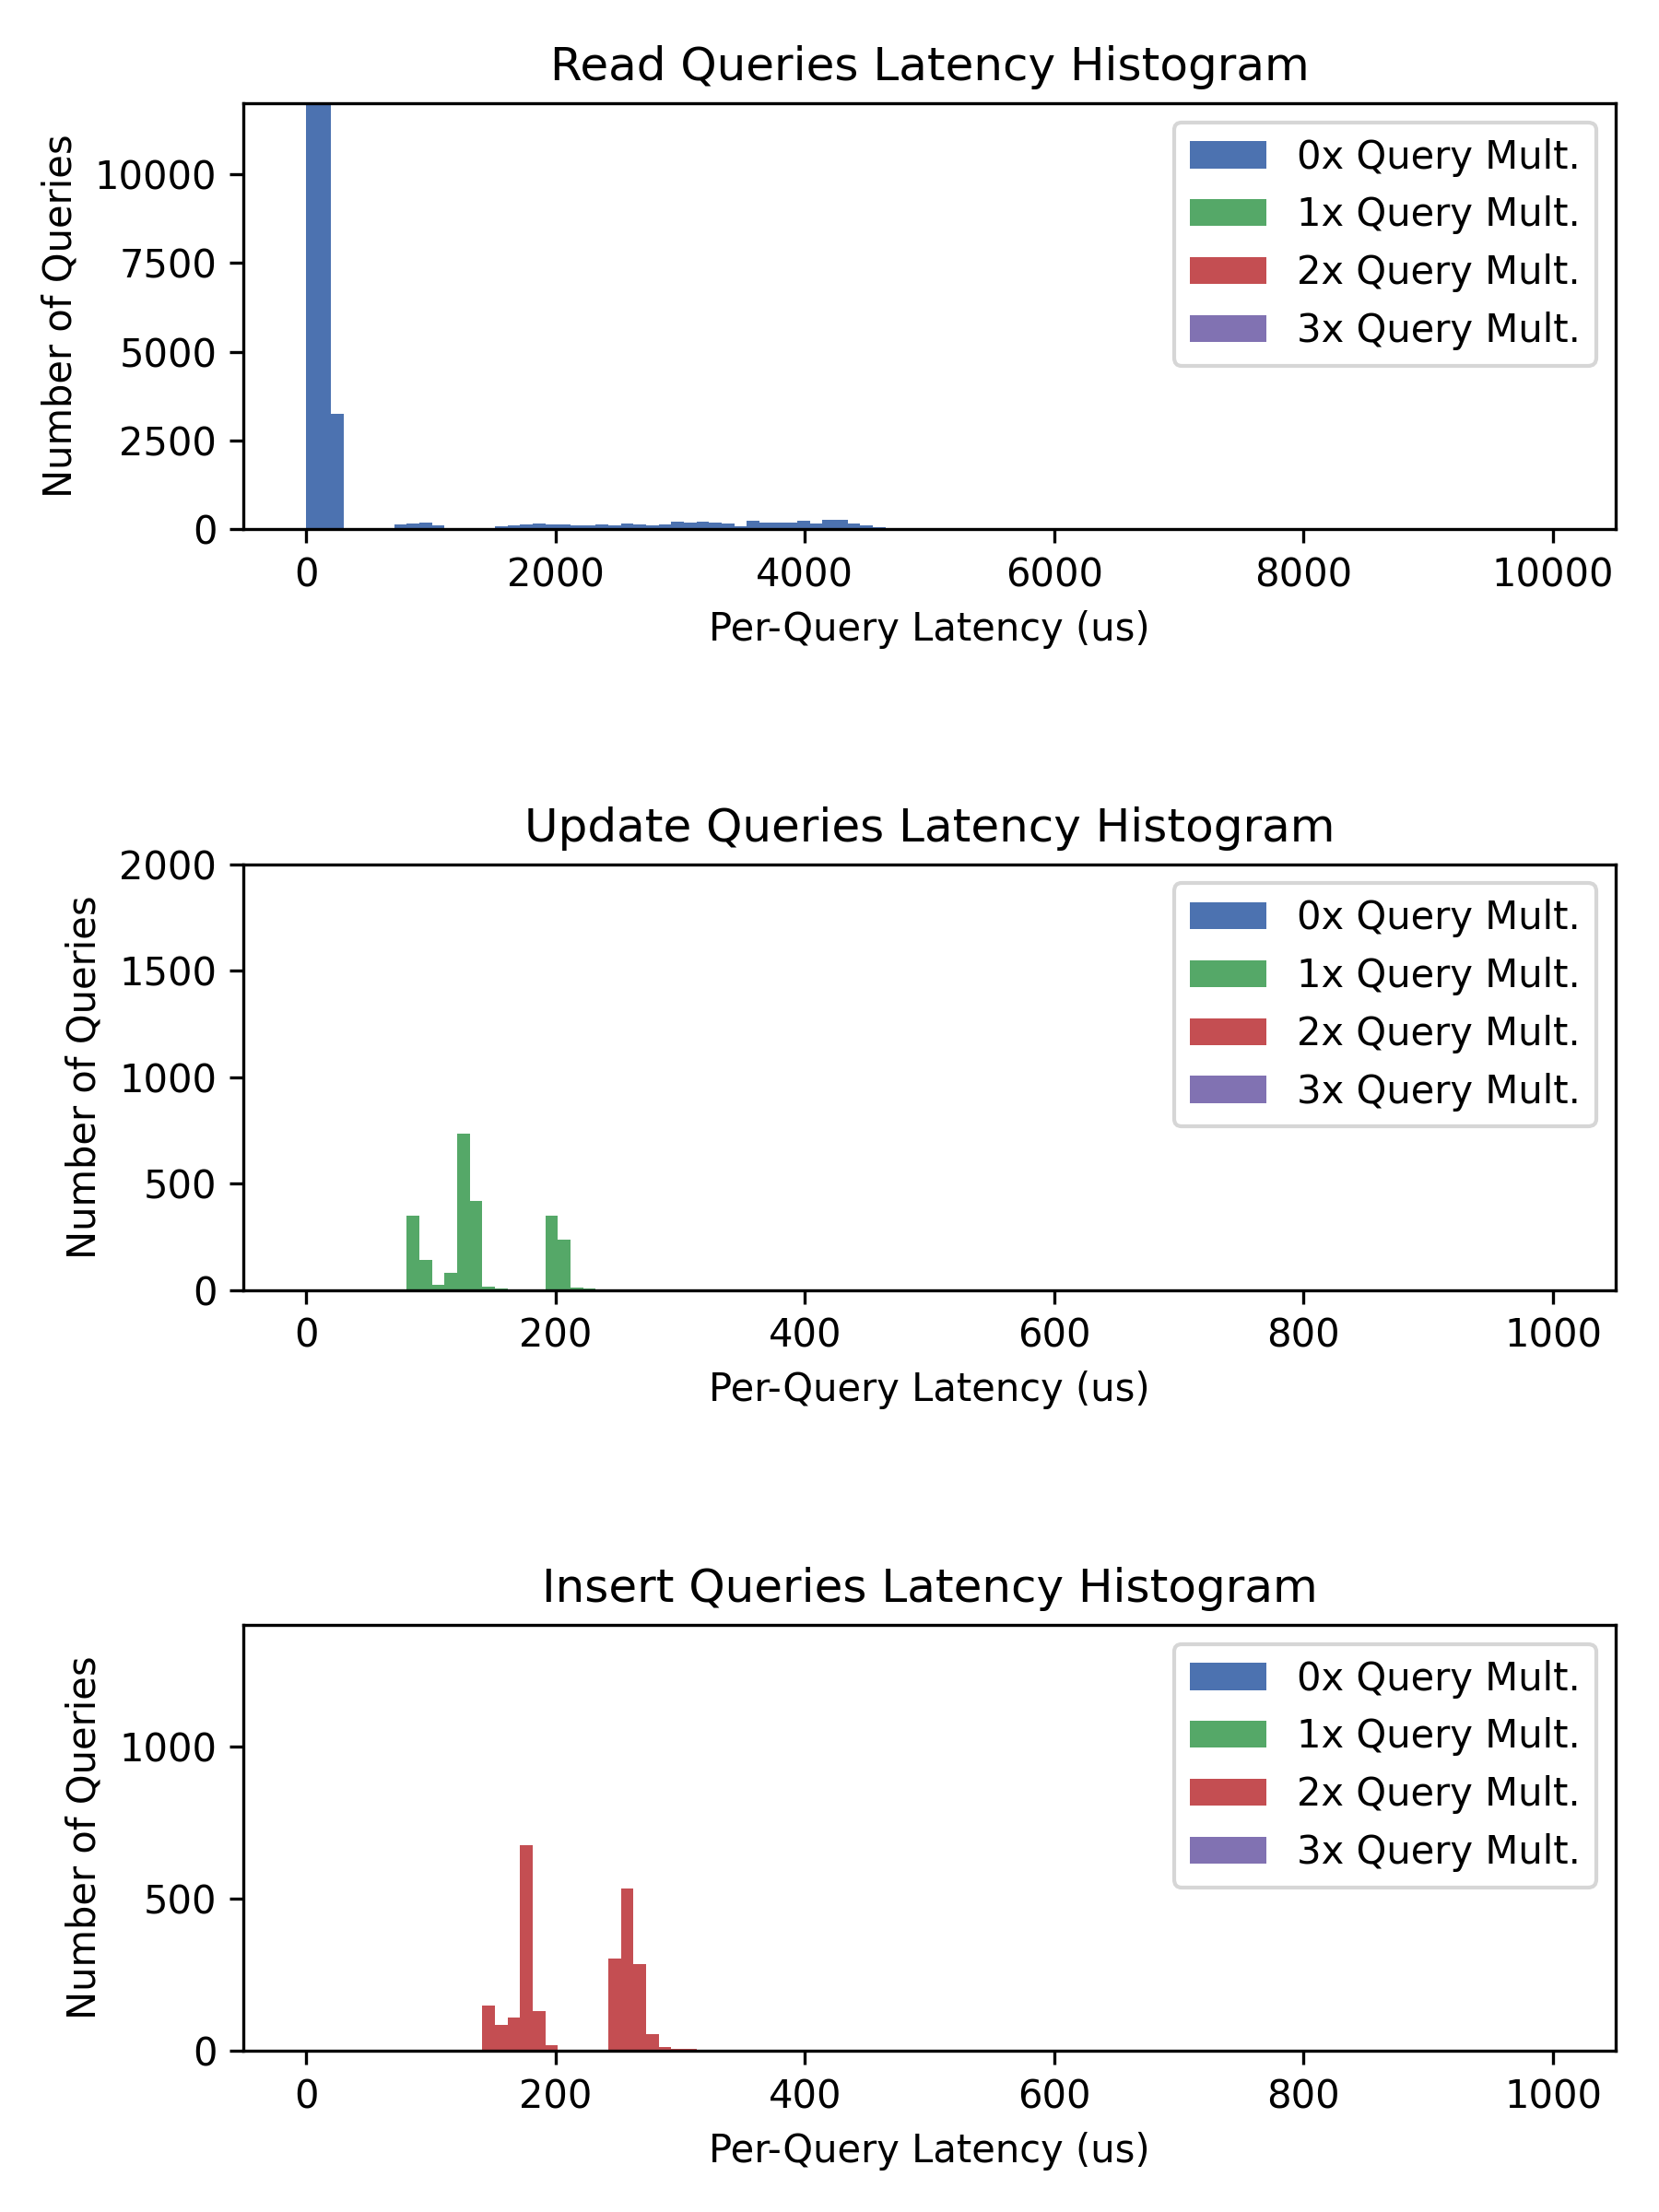 Read Queries Latency Histogram
Number of Queries
10000
7500
5000
2500
0
0x Query Mult.
1x Query Mult.
2x Query Mult.
3x Query Mult.
0 2000 4000 6000 8000 10000
Per-Query Latency (us)
Update Queries Latency Histogram
Number of Queries
2000
1500
1000
500
0
0x Query Mult.
1x Query Mult.
2x Query Mult.
3x Query Mult.
0 200 400 600 800 1000
Per-Query Latency (us)
Insert Queries Latency Histogram
Number of Queries
1000
500
0
0x Query Mult.
1x Query Mult.
2x Query Mult.
3x Query Mult.
0 200 400 600 800 1000
Per-Query Latency (us)